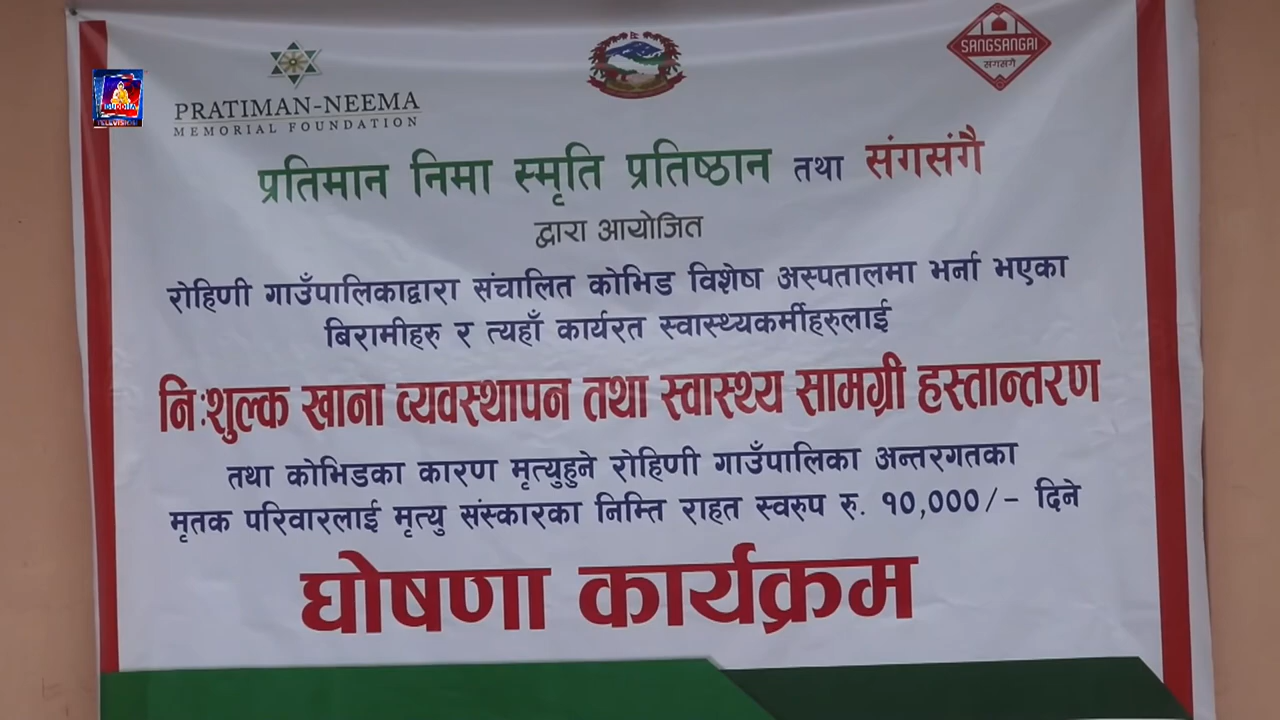 PRATIMAN-NEEMA
MEMORIAL FOUNDATION
SANGSANGAI
संगसंगै
BUDDHA
TELEVISION
प्रतिमान निमा स्मृति प्रतिष्ठान तथा संगसंगै
द्वारा आयोजित
रोहिणी गाउँपालिकाद्वारा संचालित कोभिड विशेष अस्पतालमा भर्ना भएका
बिरामीहरु र त्यहाँ कार्यरत स्वास्थ्यकर्मीहरुलाई
निःशुल्क खाना व्यवस्थापन तथा स्वास्थ्य सामग्री हस्तान्तरण
तथा कोभिडका कारण मृत्युहुने रोहिणी गाउँपालिका अन्तरगतका
मृतक परिवारलाई मृत्यु संस्कारका निम्ति राहत स्वरुप रु. १०,०००/- दिने
घोषणा कार्यक्रम